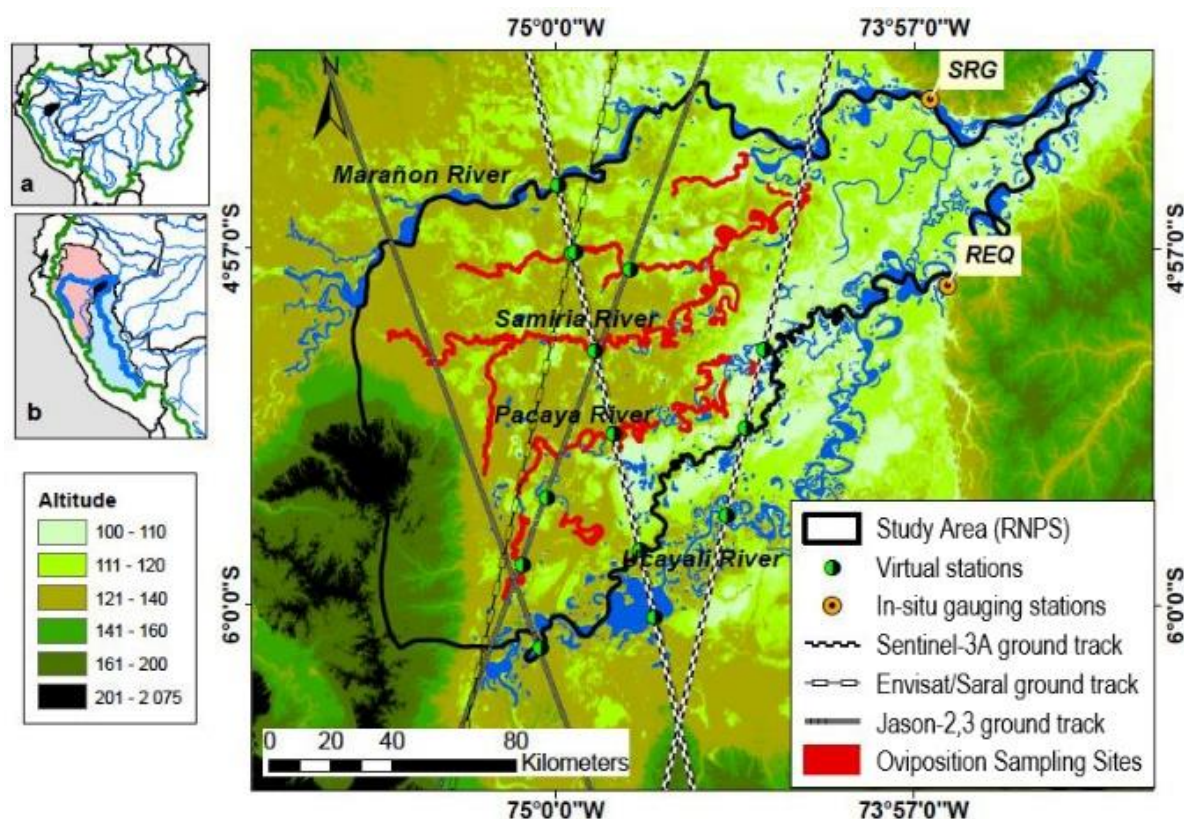 75°0'0"W
73°57'0"W
a
b
N
SRG
Marañon River
4°57'0"S
4°57'0"S
REQ
Samiria River
Pacaya River
Ucayali River
6°0'0"S
6°0'0"S
Altitude
100 - 110
111 - 120
121 - 140
141 - 160
161 - 200
201 - 2 075
Study Area (RNPS)
Virtual stations
In-situ gauging stations
Sentinel-3A ground track
Envisat/Saral ground track
Jason-2,3 ground track
Oviposition Sampling Sites
0 20 40 80
Kilometers
75°0'0"W
73°57'0"W